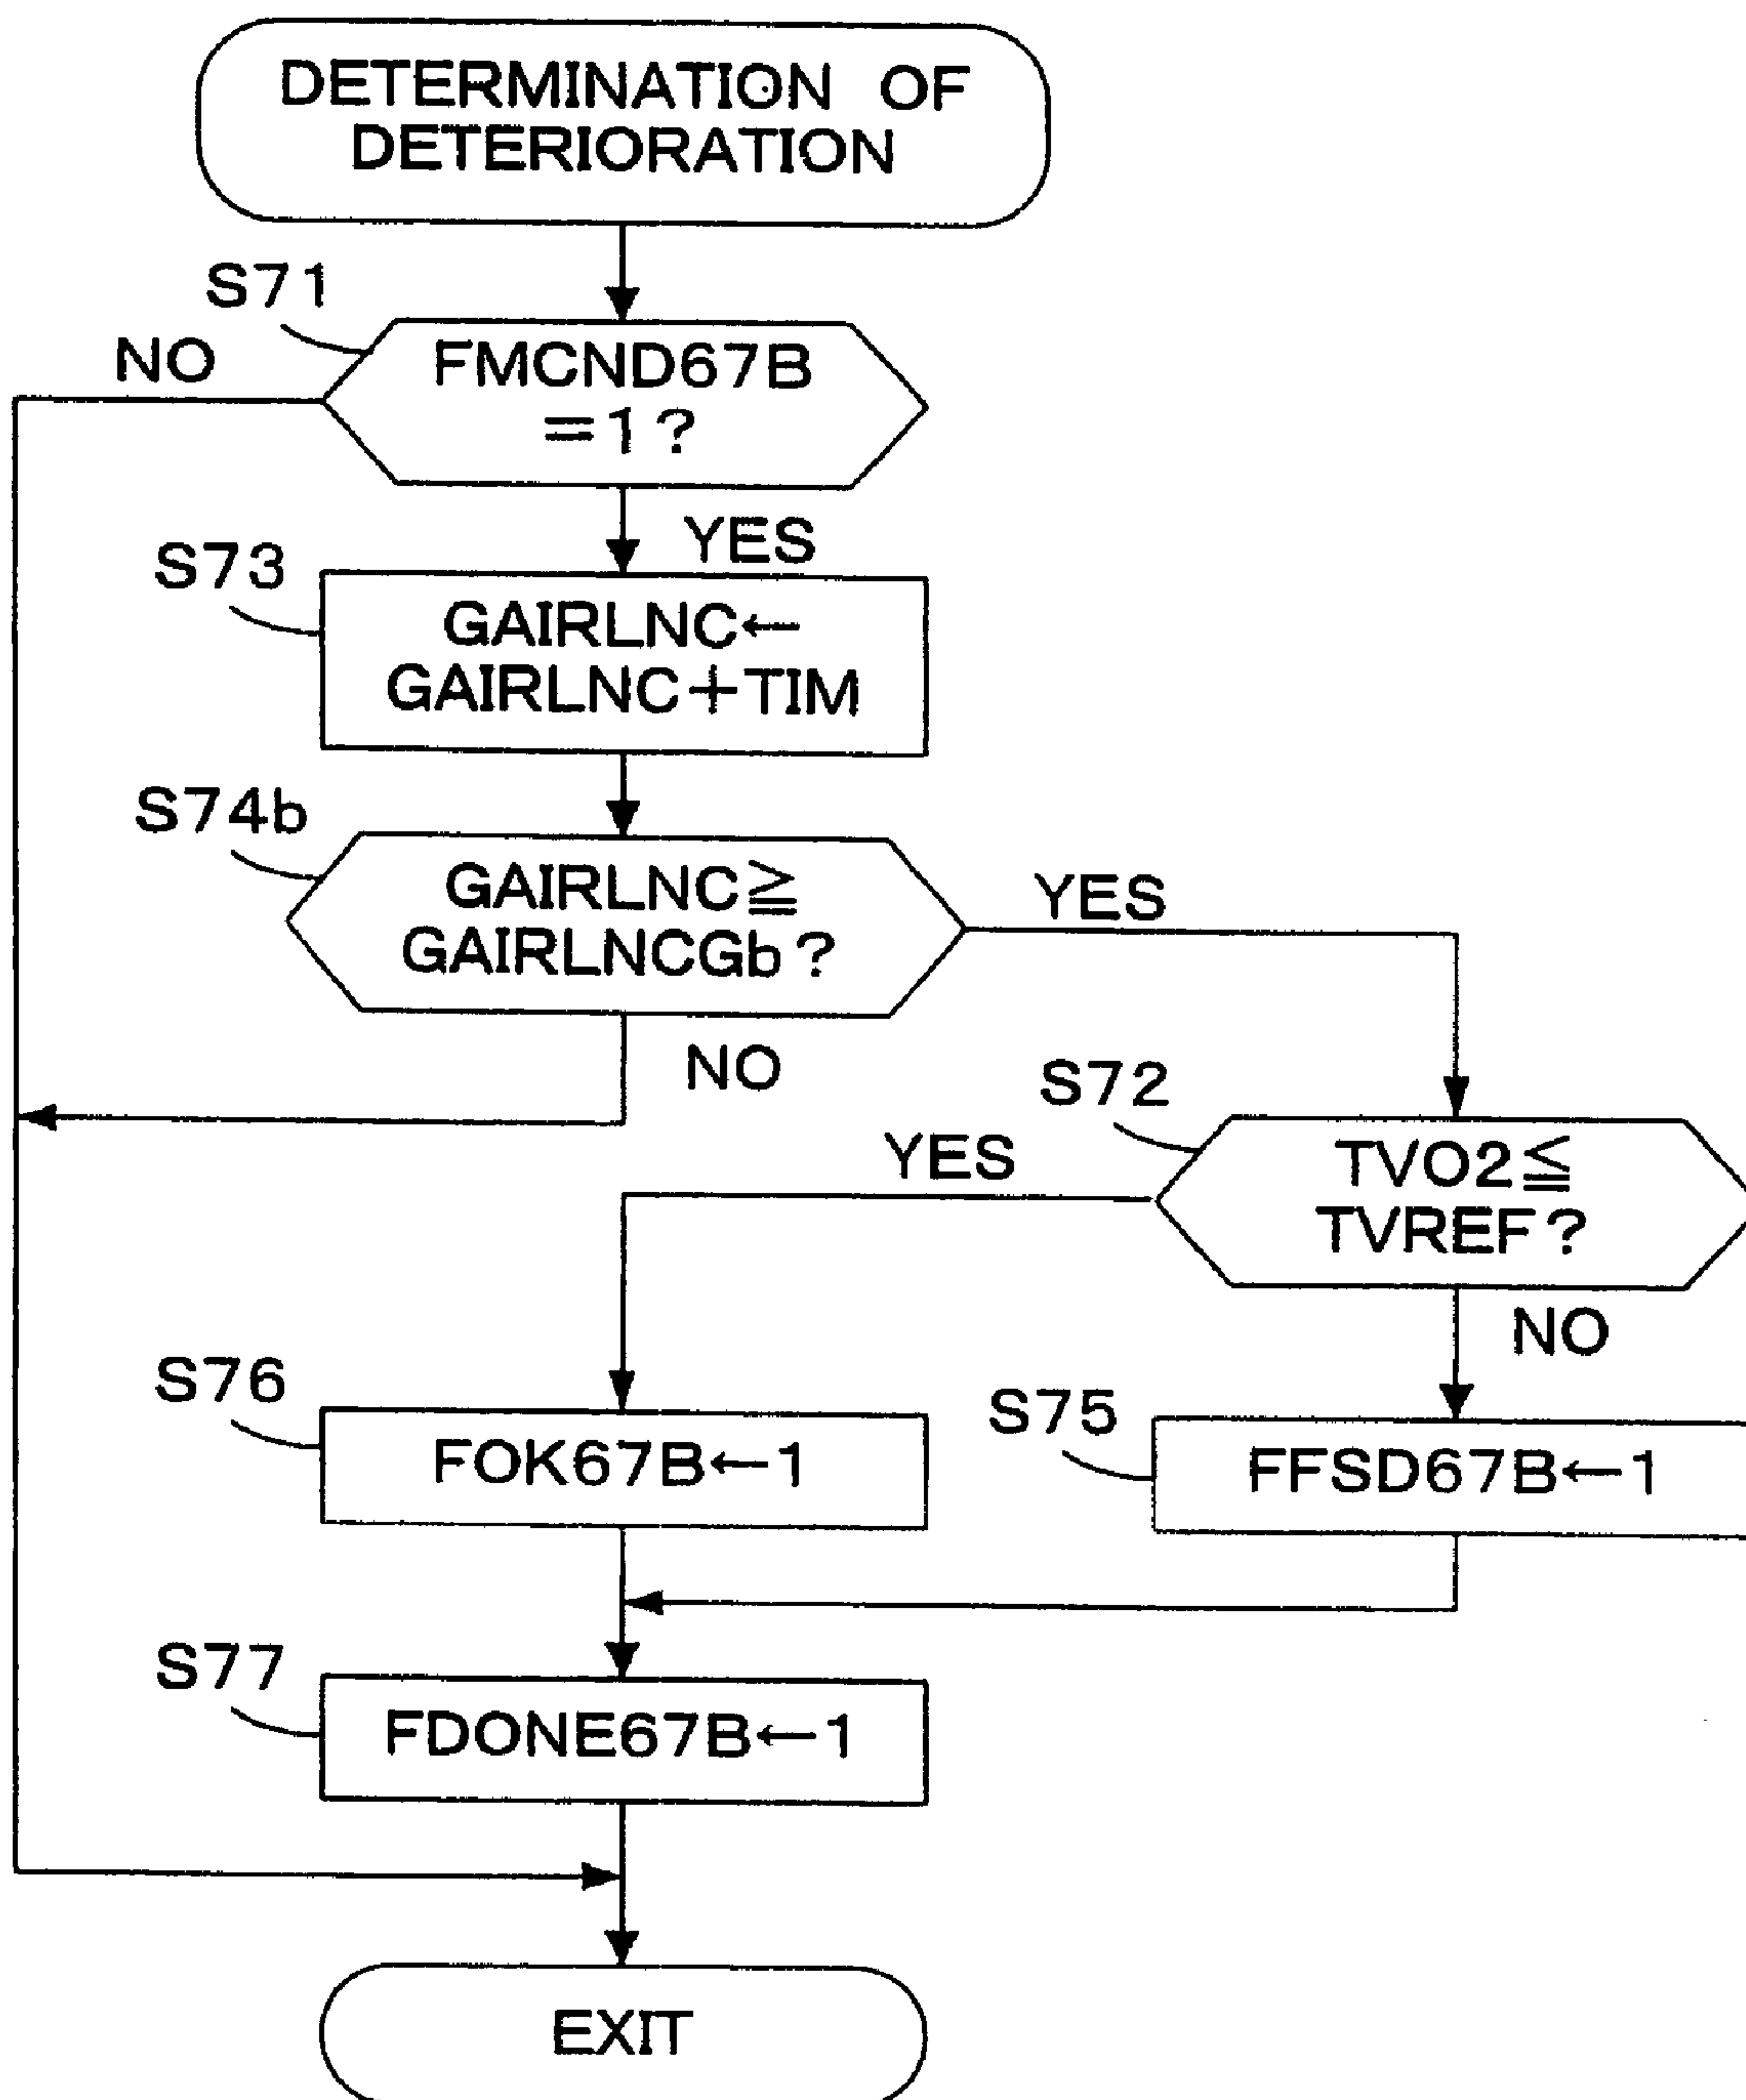 DETERMINATION OF
DETERIORATION
S71
NO
FMCND67B
=1?
YES
S73
GAIRLNC←
GAIRLNC+TIM
S74b
GAIRLNC≧
GAIRLNCGb?
YES
NO
S72
YES
TVO2≦
TVREF?
NO
S76
FOK67B←1
S75
FFSD67B←1
S77
FDONE67B←1
EXIT